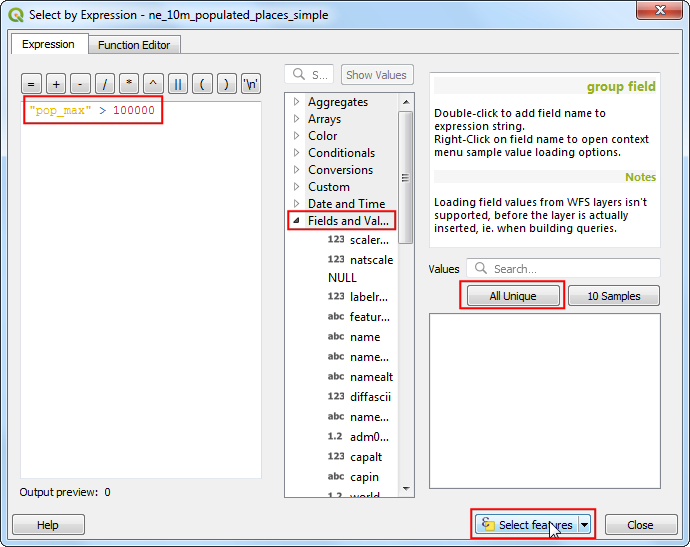 Select by Expression - ne_10m_populated_places_simple
Expression
Function Editor
= + - / * ^ || ( ) '\n'
"pop_max" > 100000
Output preview: 0
S...
Show Values
Aggregates
Arrays
Color
Conditionals
Conversions
Custom
Date and Time
Fields and Val...
123 scaler...
123 natscale
NULL
123 labelr...
abc featur...
abc name
abc name...
abc namealt
123 diffascii
abc name...
1.2 adm0...
123 capalt
abc capin
1.2 world
group field
Double-click to add field name to
expression string.
Right-Click on field name to open context
menu sample value loading options.
Notes
Loading field values from WFS layers isn't
supported, before the layer is actually
inserted, ie. when building queries.
Values
Search...
All Unique
10 Samples
Help
Select features
Close